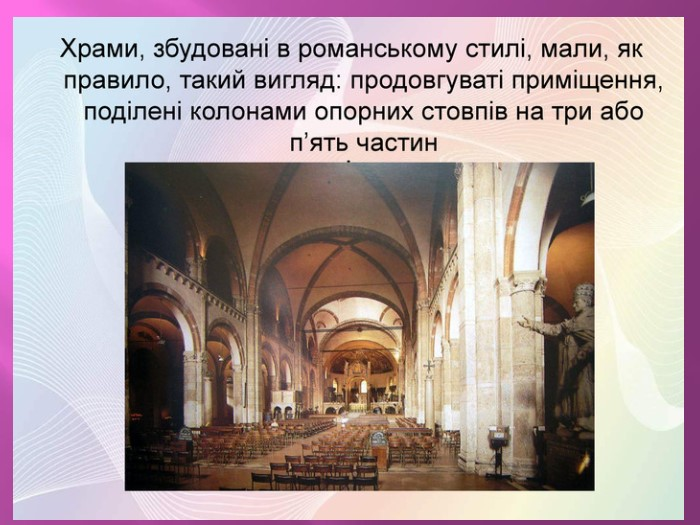 Храми, збудовані в романському стилі, мали, як
правило, такий вигляд: продовгуваті приміщення,
поділені колонами опорних стовпів на три або
п’ять частин